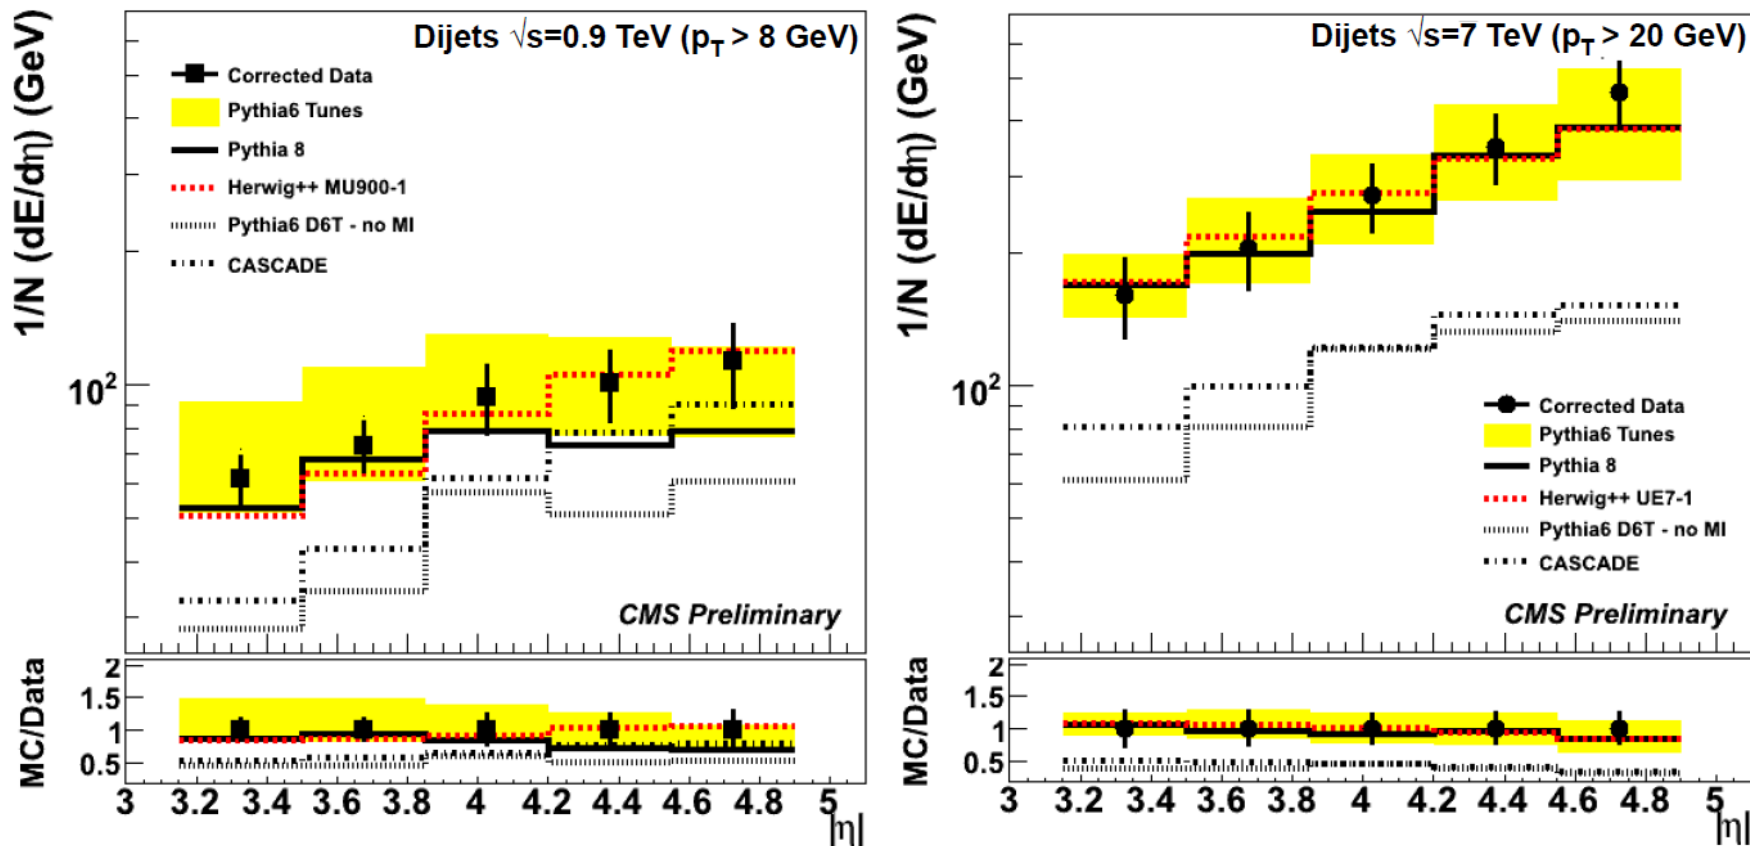 Dijets √s=0.9 TeV (pT > 8 GeV)
1/N (dE/dη) (GeV)
Corrected Data
Pythia6 Tunes
Pythia 8
Herwig++ MU900-1
Pythia6 D6T - no MI
CASCADE
10²
CMS Preliminary
MC/Data
2
1.5
1
0.5
3 3.2 3.4 3.6 3.8 4 4.2 4.4 4.6 4.8 5
|η|
Dijets √s=7 TeV (pT > 20 GeV)
1/N (dE/dη) (GeV)
10²
Corrected Data
Pythia6 Tunes
Pythia 8
Herwig++ UE7-1
Pythia6 D6T - no MI
CASCADE
CMS Preliminary
MC/Data
2
1.5
1
0.5
3 3.2 3.4 3.6 3.8 4 4.2 4.4 4.6 4.8 5
|η|